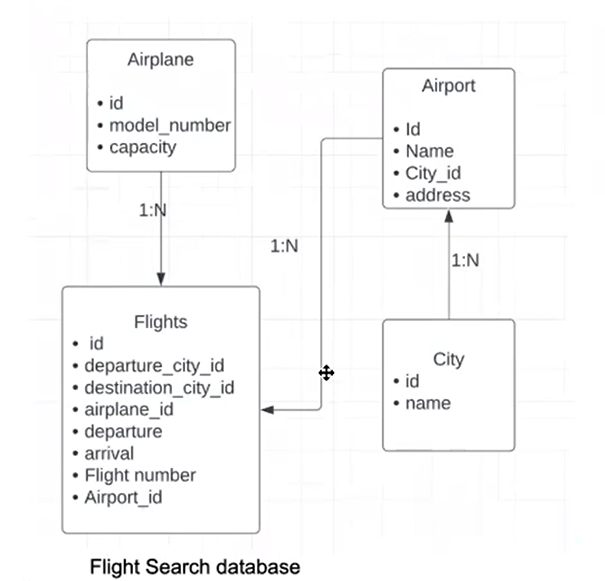 Airplane
• id
• model_number
• capacity
1:N
Airport
• Id
• Name
• City_id
• address
1:N
1:N
Flights
• id
• departure_city_id
• destination_city_id
• airplane_id
• departure
• arrival
• Flight number
• Airport_id
City
• id
• name
Flight Search database